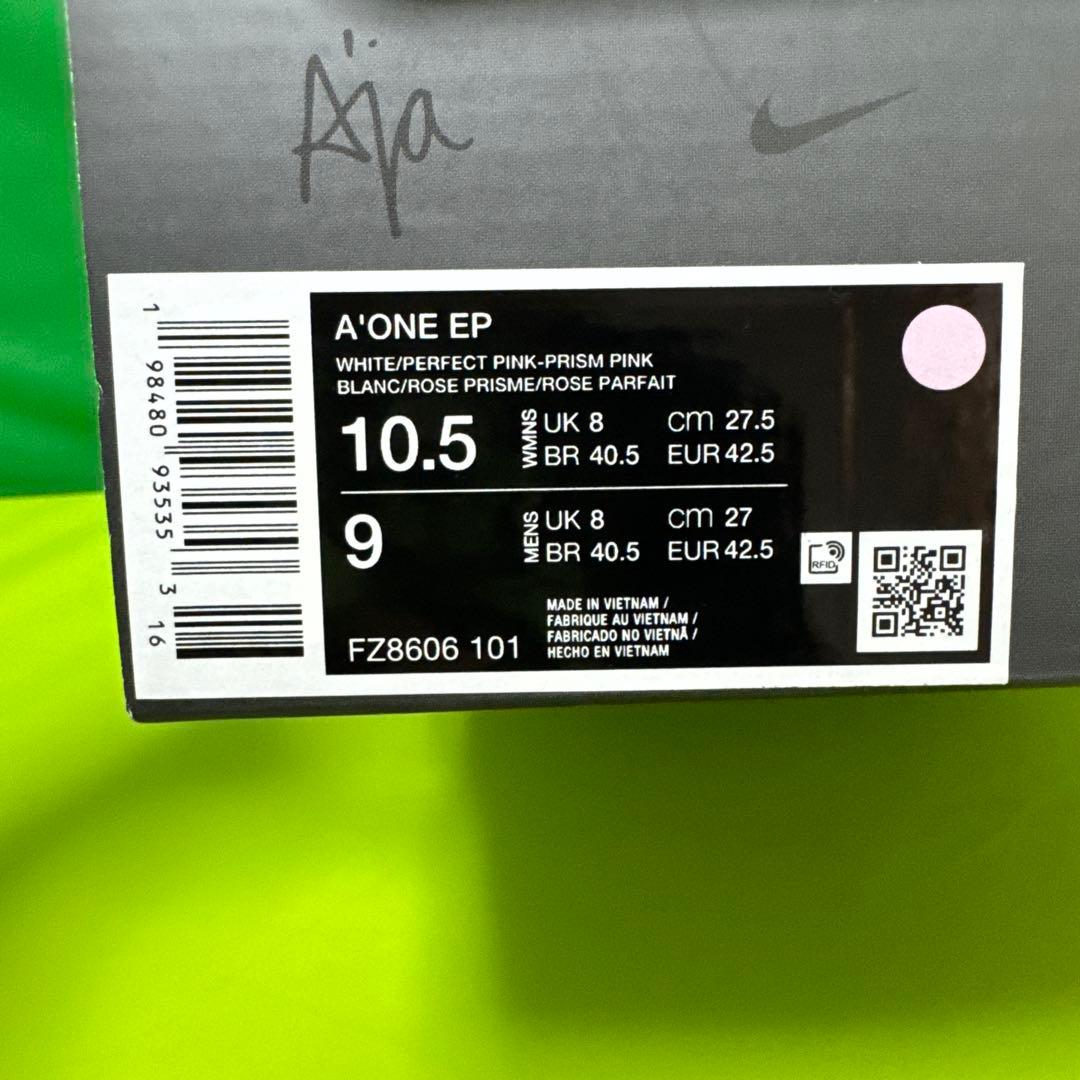 A'ja
A'ONE EP
WHITE/PERFECT PINK-PRISM PINK
BLANC/ROSE PRISME/ROSE PARFAIT
10.5 WMNS UK 8 cm 27.5
BR 40.5 EUR 42.5
9 MENS UK 8 cm 27
BR 40.5 EUR 42.5
RFID
MADE IN VIETNAM /
FABRIQUE AU VIETNAM /
FABRICADO NO VIETNÃ /
HECHO EN VIETNAM
FZ8606 101
1 98480 93535 3 16